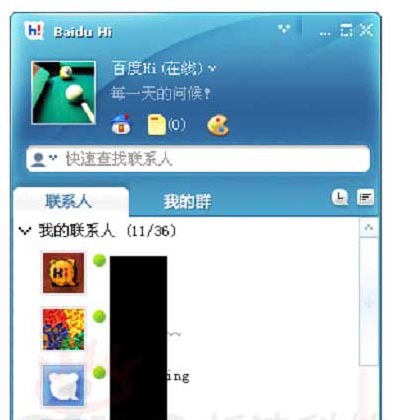 Baidu Hi
百度Hi (在线)
每一天的问候!
(0)
快速查找联系人
联系人 我的群
我的联系人 (11/36)
Hi
ing